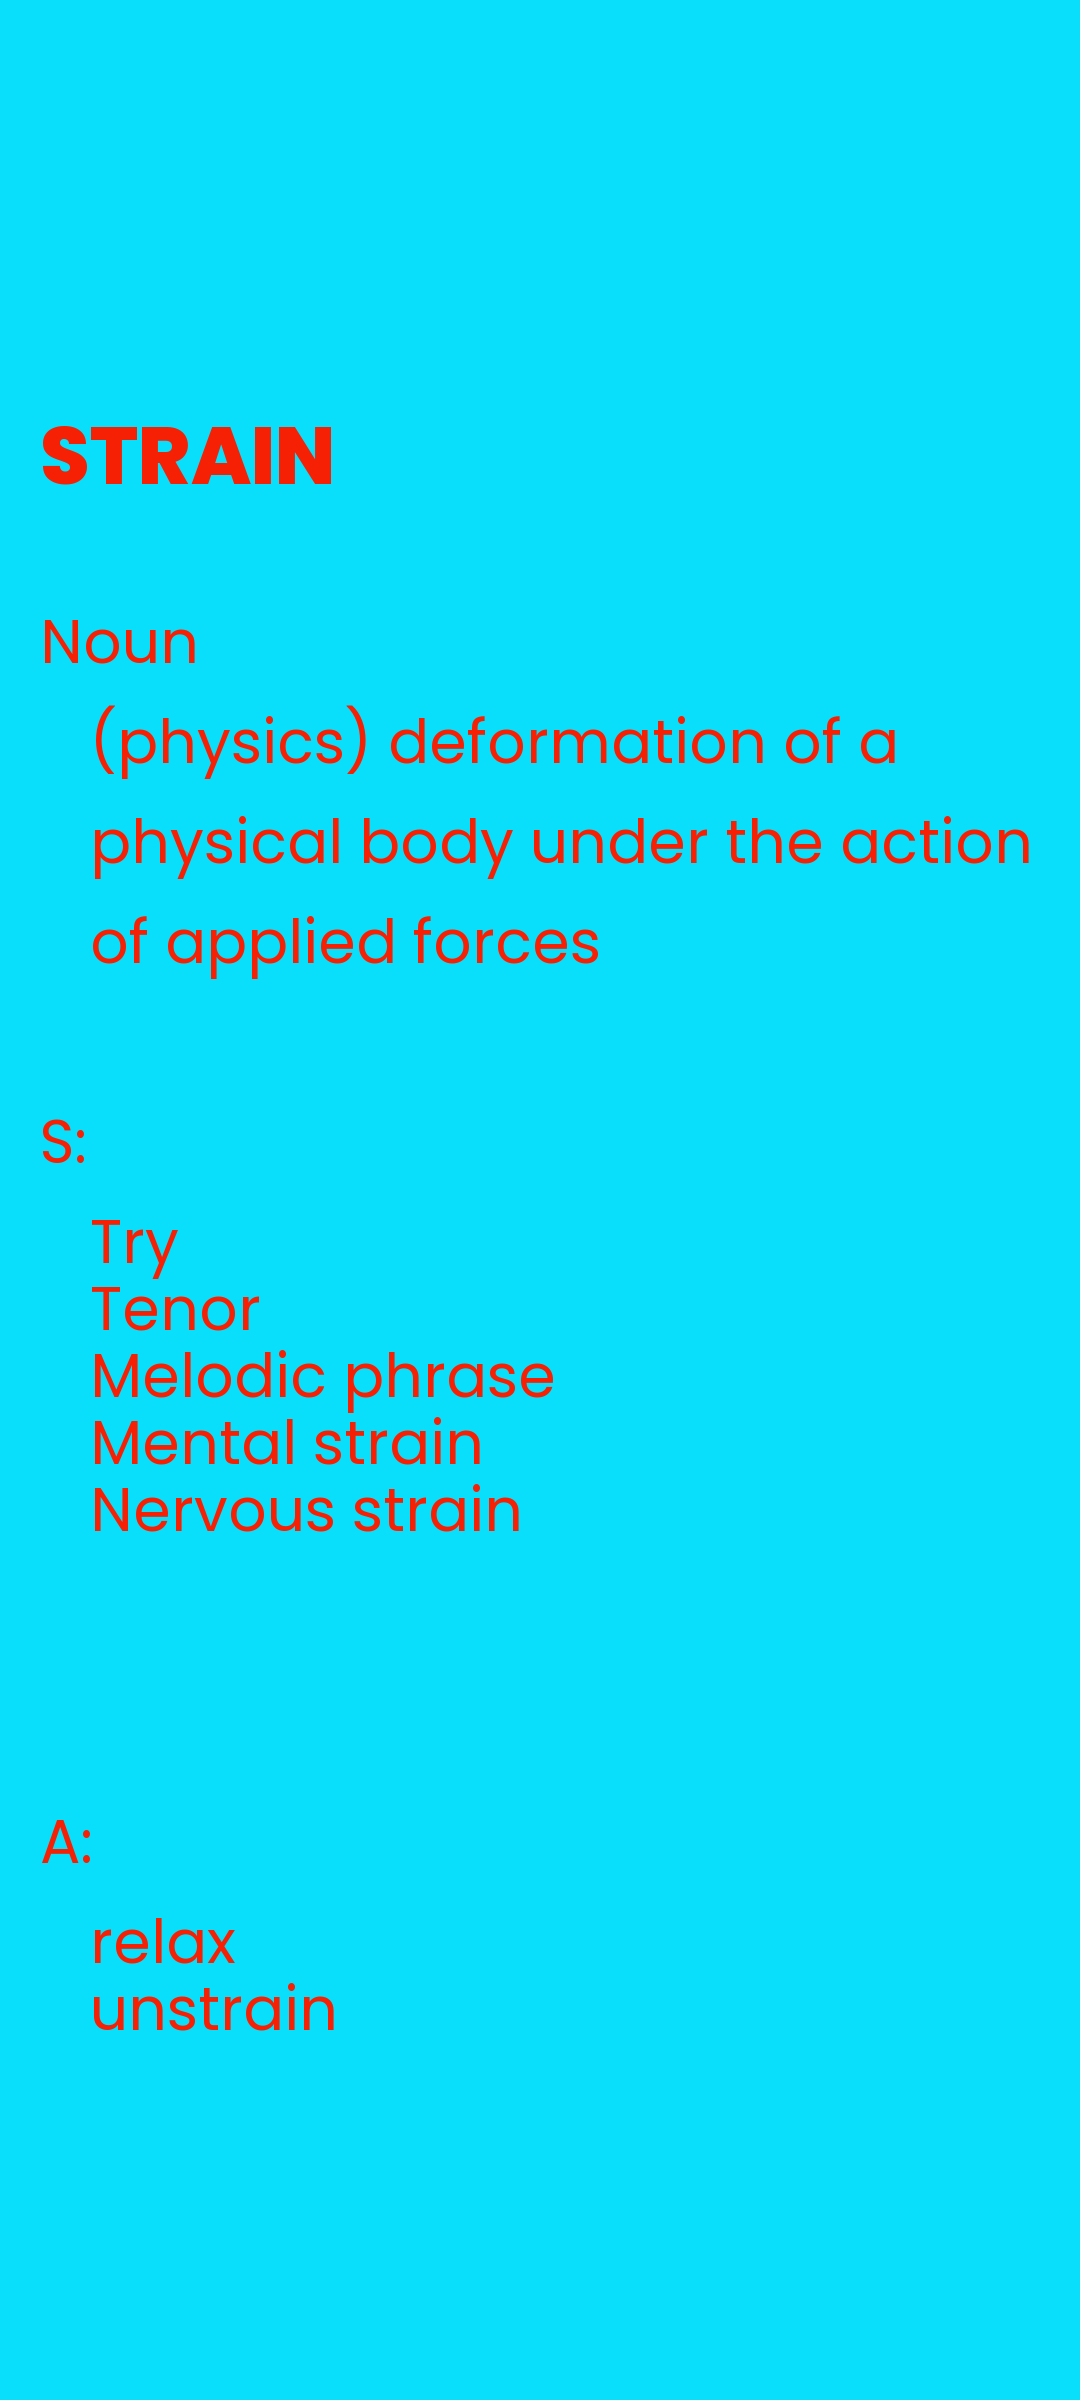 STRAIN
Noun
(physics) deformation of a
physical body under the action
of applied forces
S:
Try
Tenor
Melodic phrase
Mental strain
Nervous strain
A:
relax
unstrain